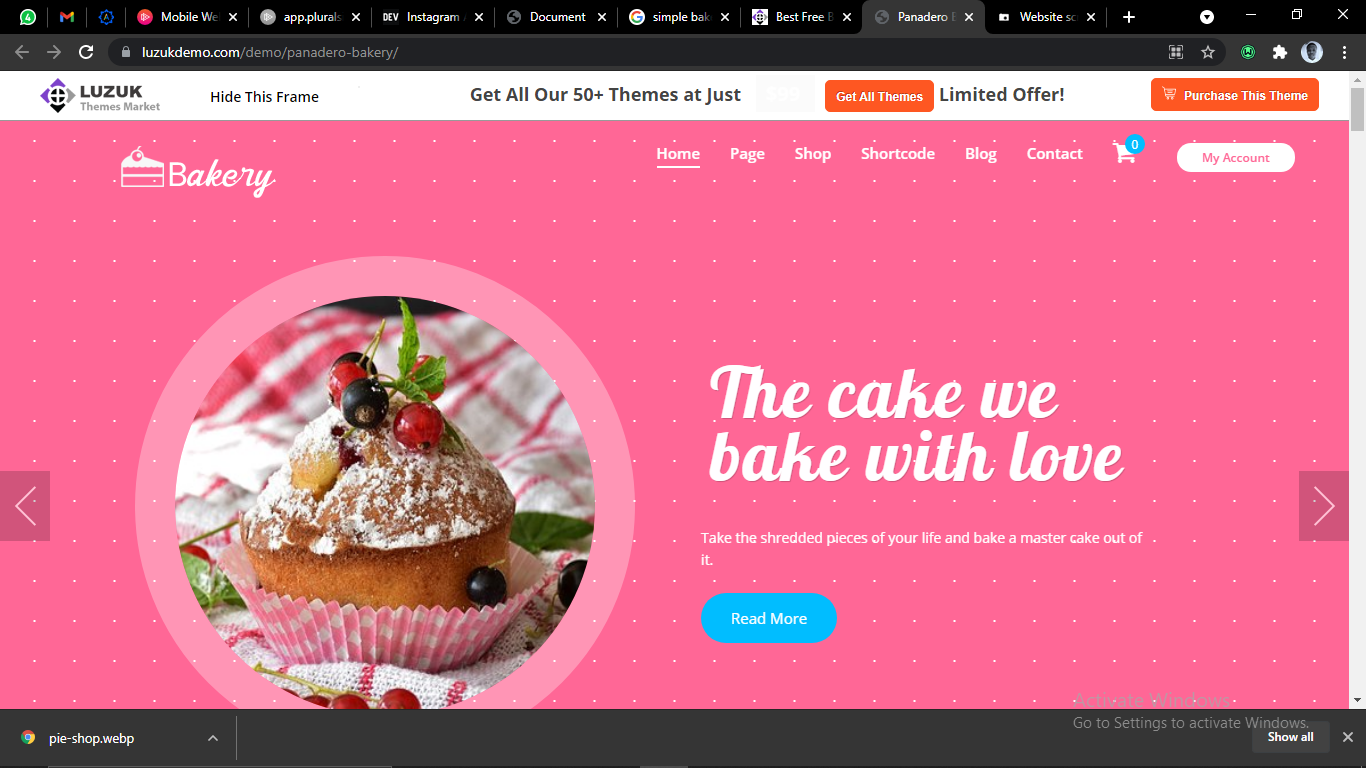 4
Mobile We
app.plurals
DEV Instagram
Document
simple bak
Best Free B
Panadero B
Website sc
luzukdemo.com/demo/panadero-bakery/
LUZUK
Themes Market
Hide This Frame
Get All Our 50+ Themes at Just $99 Get All Themes Limited Offer!
Purchase This Theme
Bakery
Home Page Shop Shortcode Blog Contact 0 My Account
The cake we
bake with love
Take the shredded pieces of your life and bake a master cake out of
it.
Read More
Activate Windows
Go to Settings to activate Windows.
pie-shop.webp
Show all